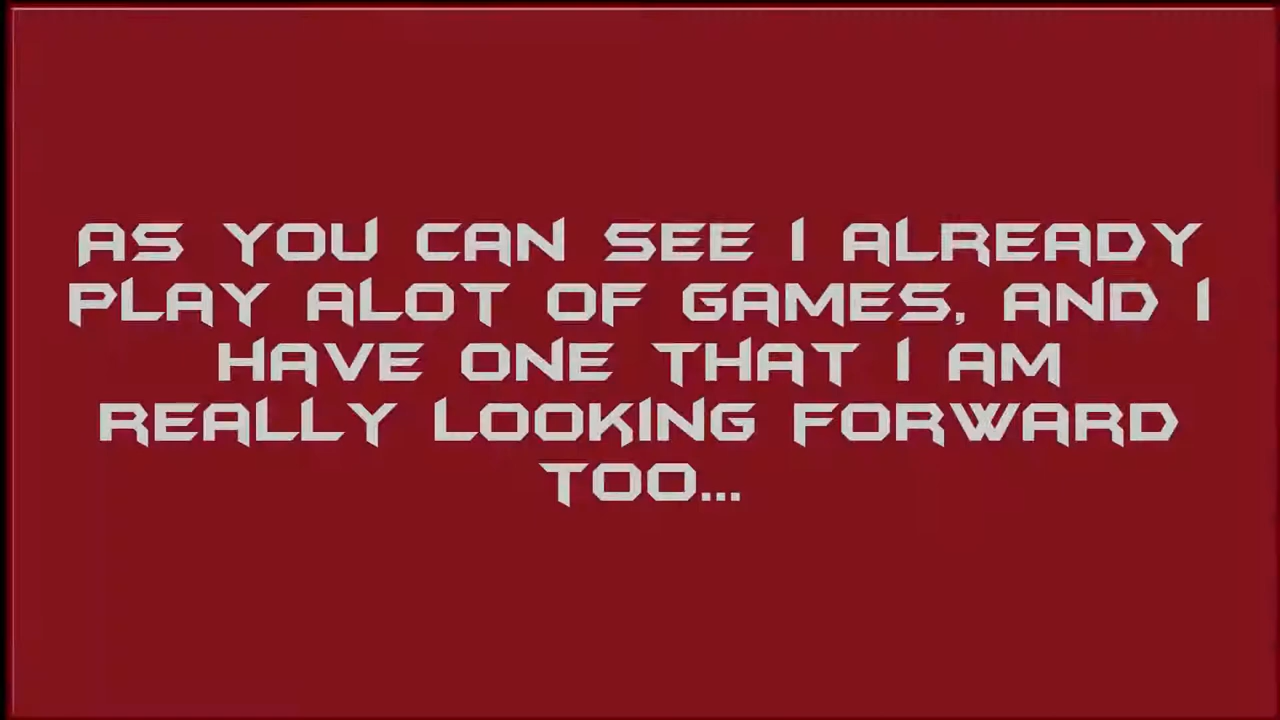 AS YOU CAN SEE I ALREADY
PLAY ALOT OF GAMES, AND I
HAVE ONE THAT I AM
REALLY LOOKING FORWARD
TOO...